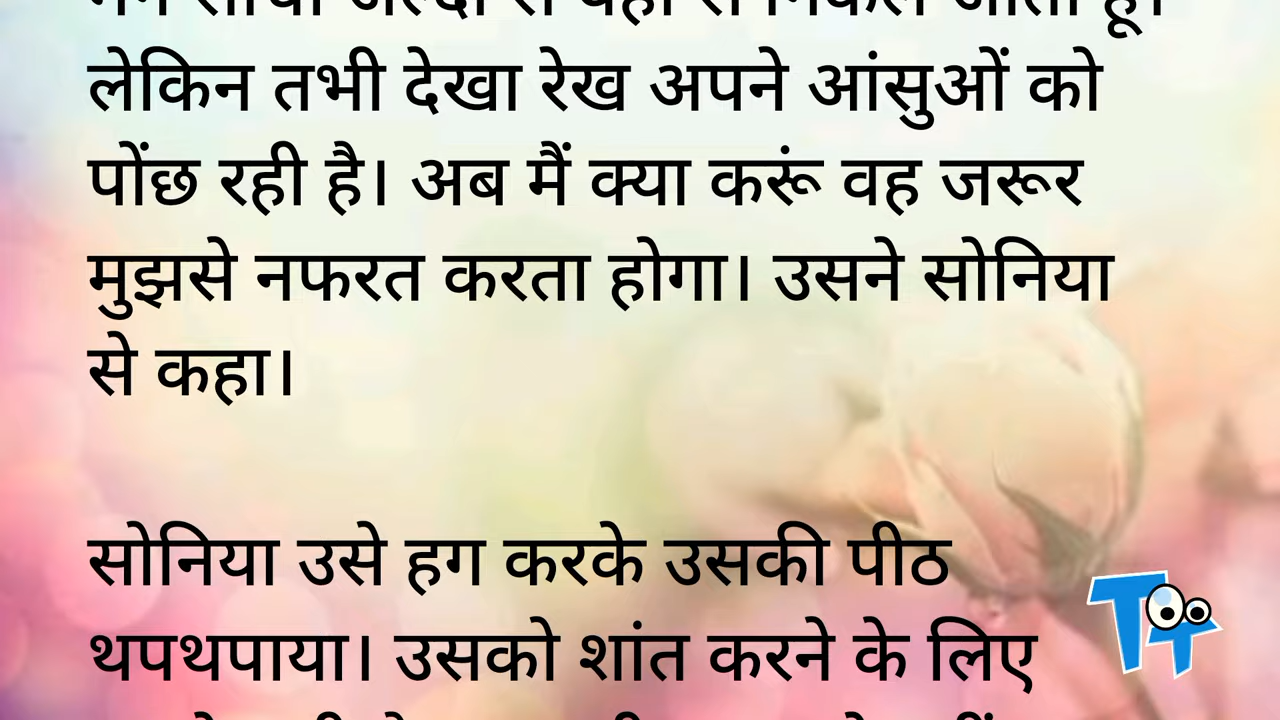 लेकिन तभी देखा रेख अपने आंसुओं को
पोंछ रही है। अब मैं क्या करूं वह जरूर
मुझसे नफरत करता होगा। उसने सोनिया
से कहा।
सोनिया उसे हग करके उसकी पीठ
थपथपाया। उसको शांत करने के लिए